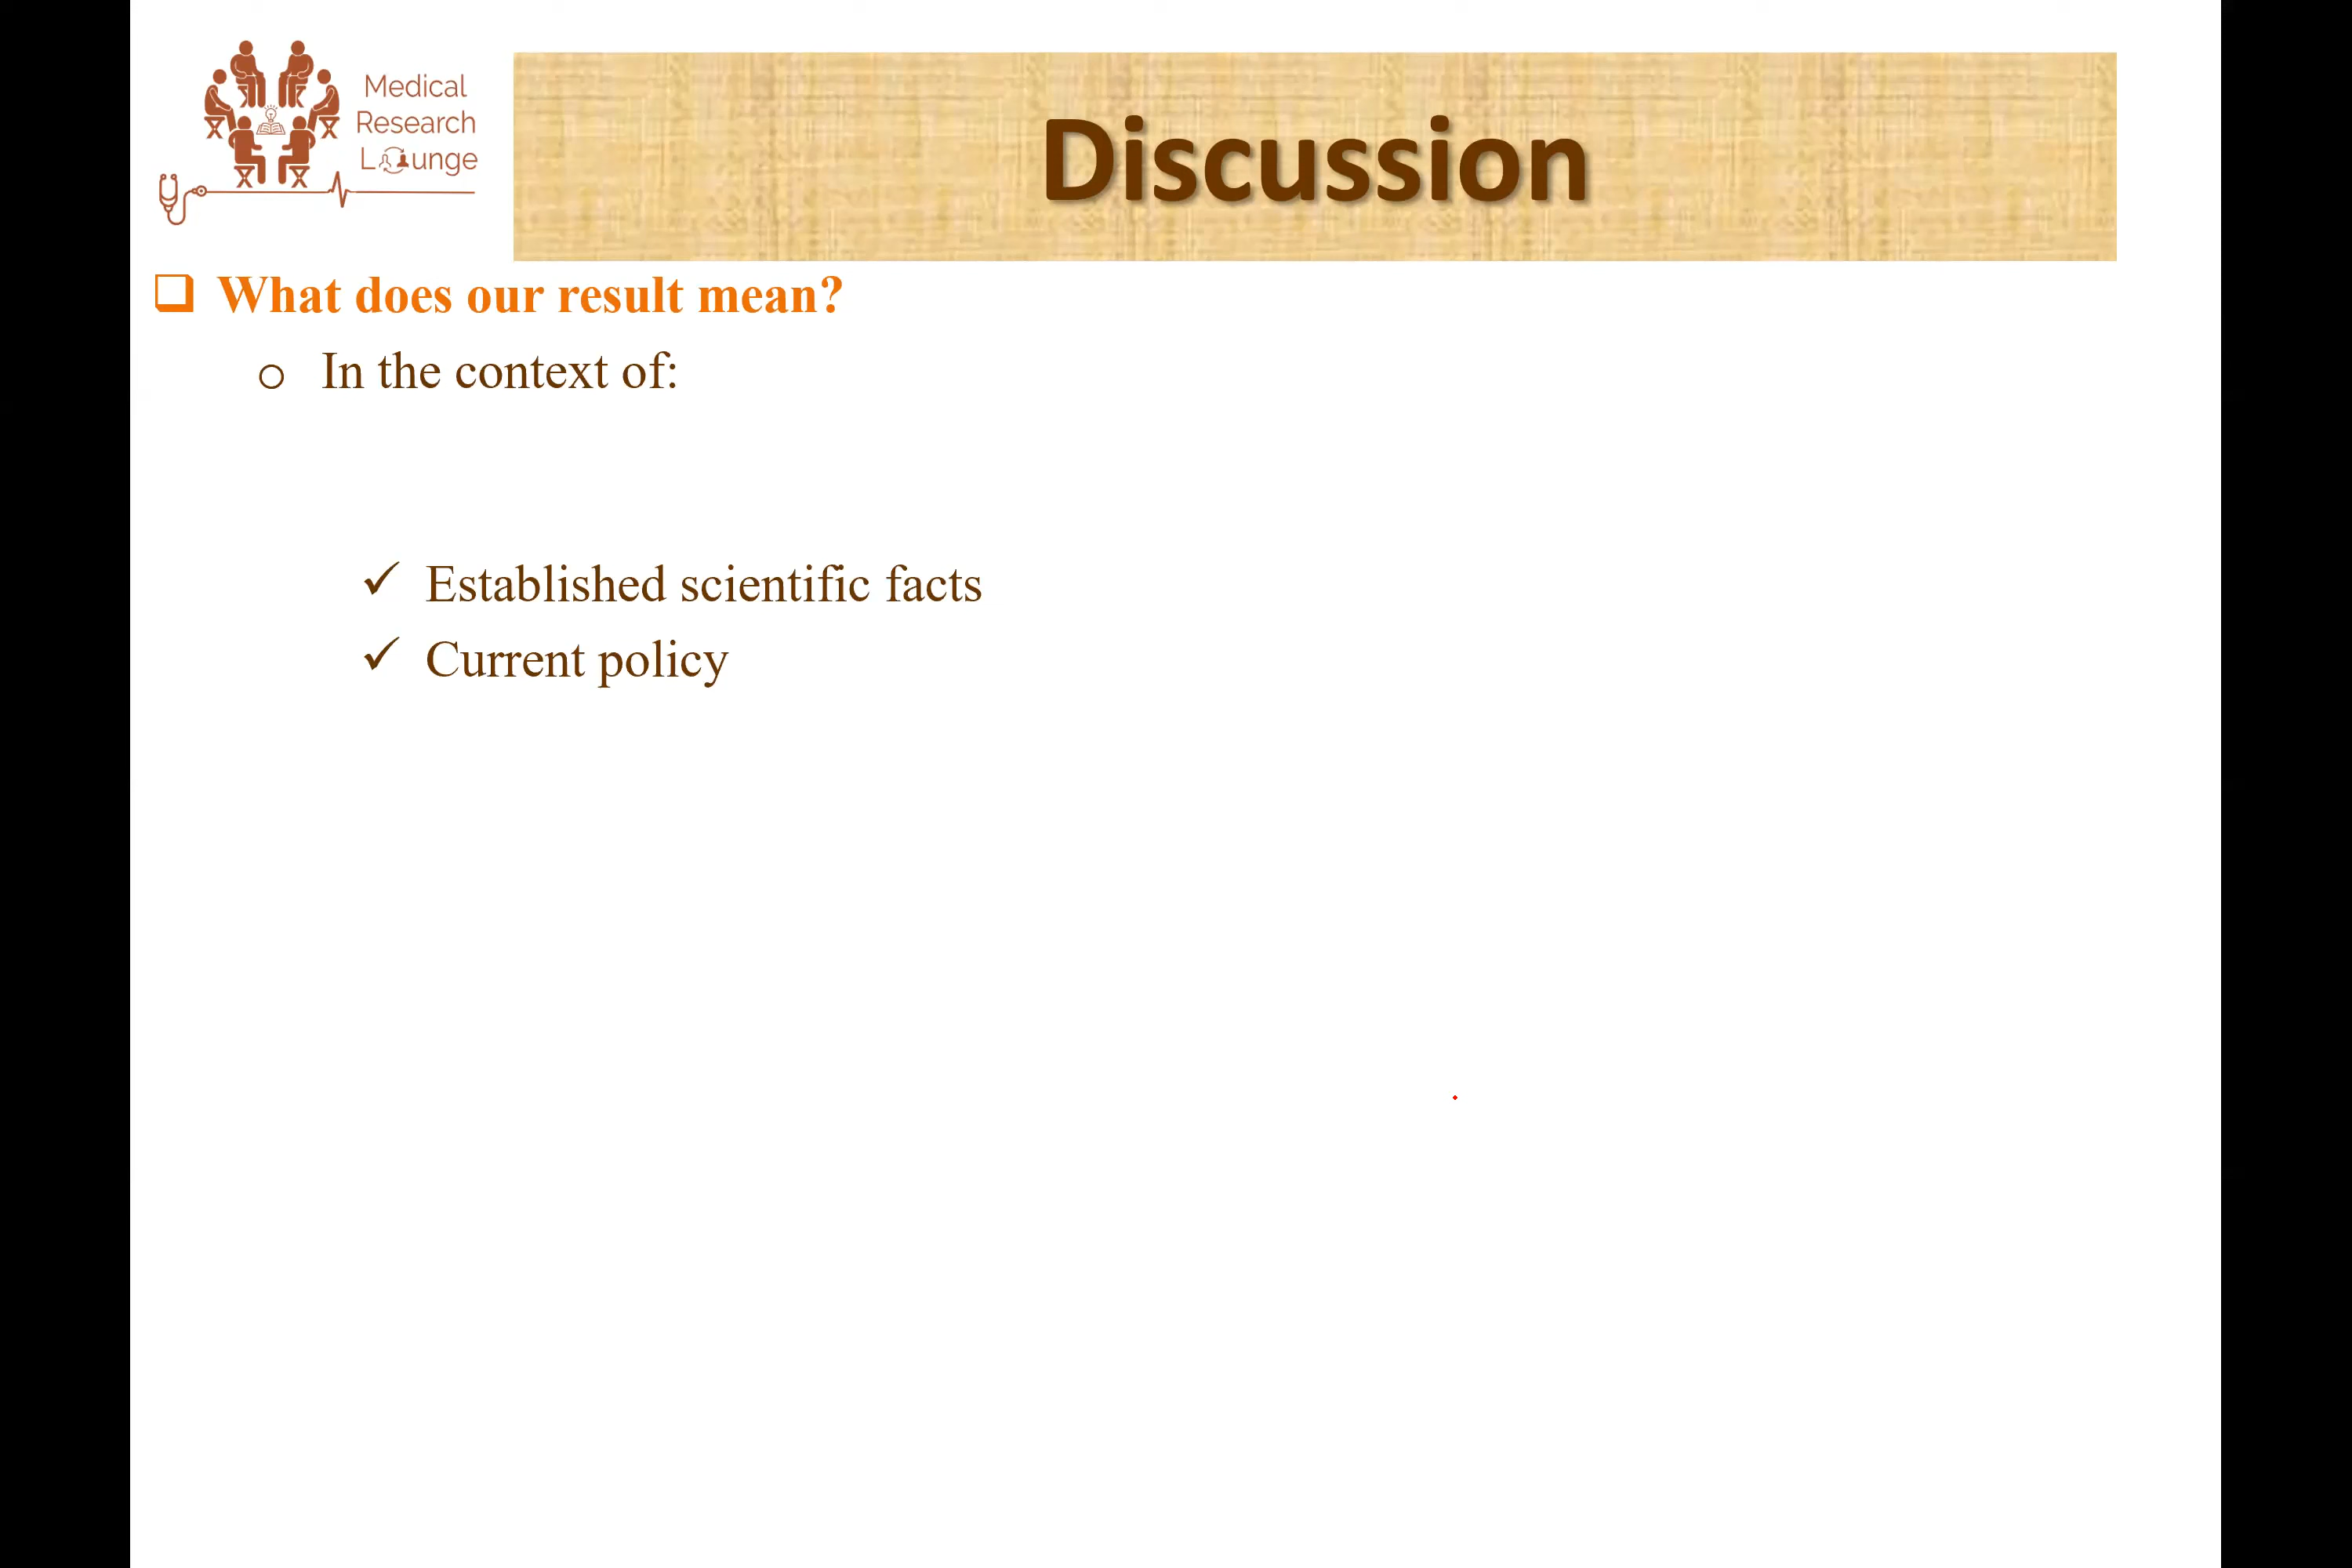 Medical
Research
Lounge
Discussion
❑ What does our result mean?
o In the context of:
✓ Established scientific facts
✓ Current policy